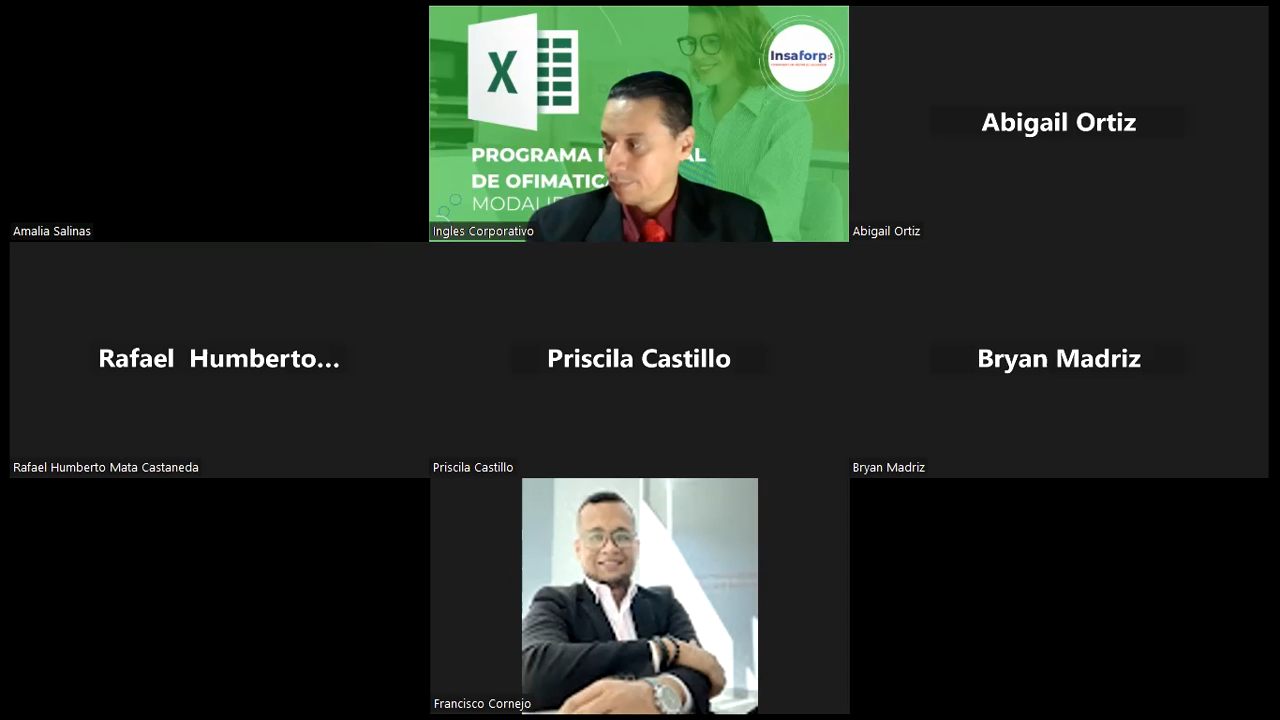 X
Insaforp
PROGRAMA
DE OFIMATICA
Amalia Salinas
Ingles Corporativo
Abigail Ortiz
Abigail Ortiz
Rafael Humberto...
Priscila Castillo
Bryan Madriz
Rafael Humberto Mata Castaneda
Priscila Castillo
Bryan Madriz
Francisco Cornejo